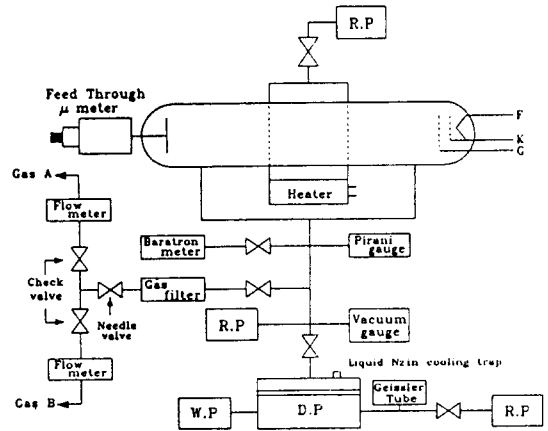 R.P
Feed Through
μ meter
F
K
G
Gas A
Heater
Flow
meter
Baratron
meter
Pirani
gauge
Check
valve
Gas
filter
Needle
valve
R.P
Vacuum
gauge
Flow
meter
Liquid N2in cooling trap
Geissler
Tube
Gas B
W.P
D.P
R.P